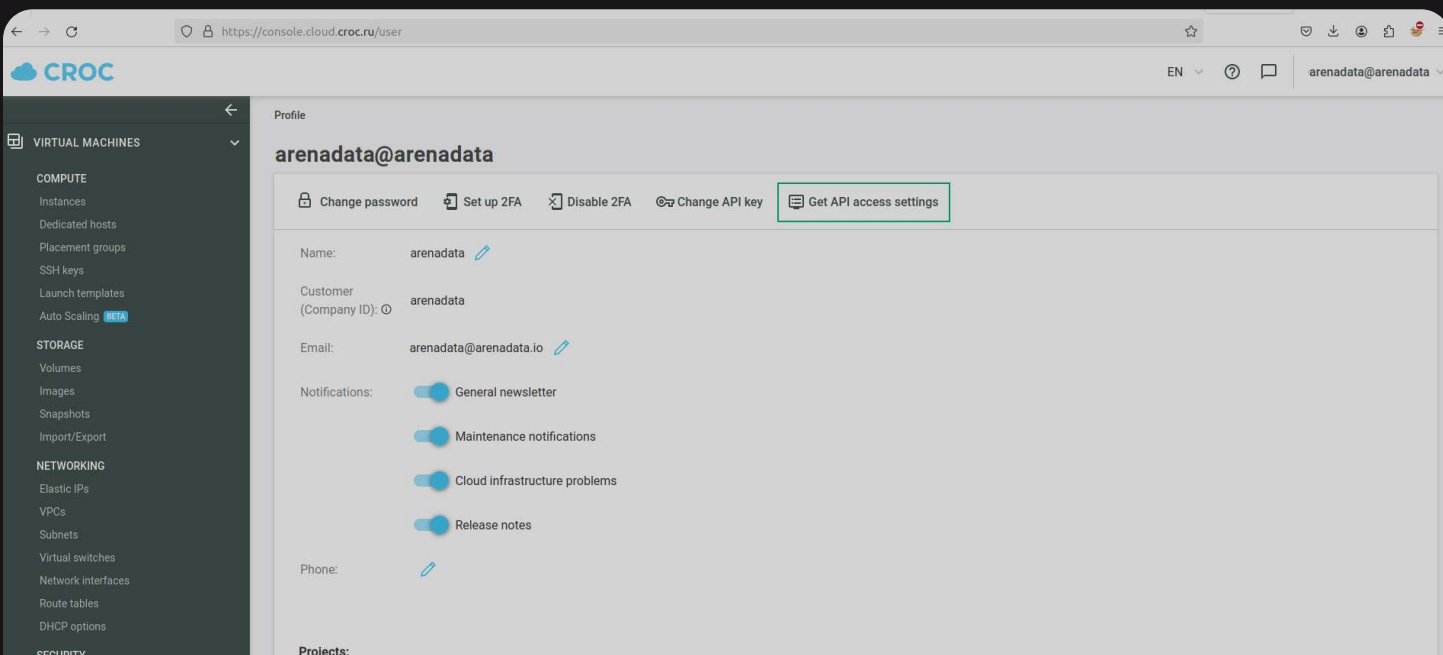 https://console.cloud.croc.ru/user
CROC
EN
arenadata@arenadata
VIRTUAL MACHINES
COMPUTE
Instances
Dedicated hosts
Placement groups
SSH keys
Launch templates
Auto Scaling BETA
STORAGE
Volumes
Images
Snapshots
Import/Export
NETWORKING
Elastic IPs
VPCs
Subnets
Virtual switches
Network interfaces
Route tables
DHCP options
SECURITY
Profile
arenadata@arenadata
Change password Set up 2FA Disable 2FA Change API key Get API access settings
Name: arenadata
Customer
(Company ID): arenadata
Email: arenadata@arenadata.io
Notifications: General newsletter
Maintenance notifications
Cloud infrastructure problems
Release notes
Phone:
Projects: